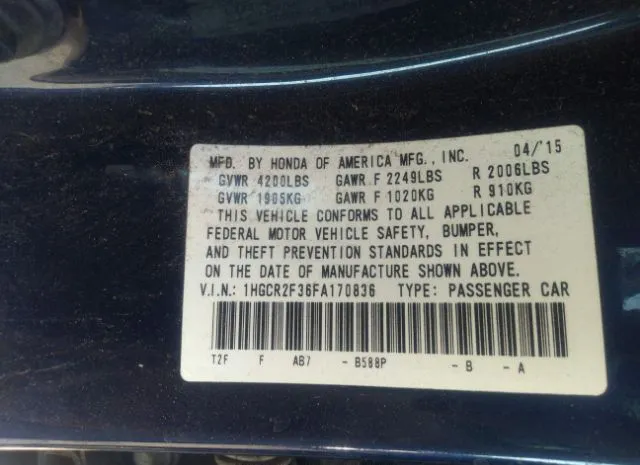 MFD. BY HONDA OF AMERICA MFG., INC. 04/'15
GVWR 4200LBS GAWR F 2249LBS R 2006LBS
GVWR 1905KG GAWR F 1020KG R 910KG
THIS VEHICLE CONFORMS TO ALL APPLICABLE
FEDERAL MOTOR VEHICLE SAFETY, BUMPER,
AND THEFT PREVENTION STANDARDS IN EFFECT
ON THE DATE OF MANUFACTURE SHOWN ABOVE.
V.I.N.: 1HGCR2F36FA170836 TYPE: PASSENGER CAR
T2F F AB7 - B588P - B - A